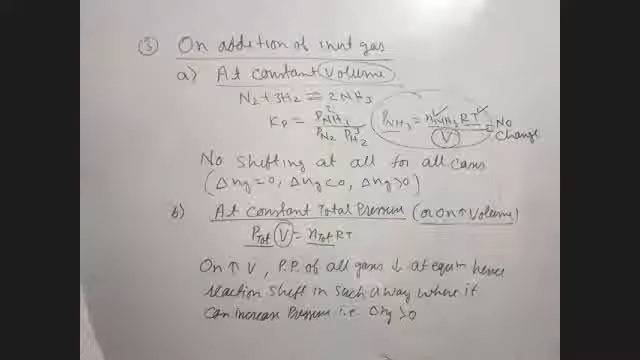 ③ On addition of inert gas
a) At constant Volume
N₂ + 3H₂ ⇌ 2NH₃
Kp = P²NH₃ / PN₂ P³H₂ PNH₃ = nNH₃ RT / V = No change
No shifting at all for all cases
(Δng = 0, Δng < 0, Δng > 0)
b) At constant Total Pressure (or on ↑ Volume)
PTot V = nTot RT
On ↑ V, P.P. of all gases ↓ at eqm hence
reaction shift in such a way where it
can increase Pressure i.e. Δng > 0